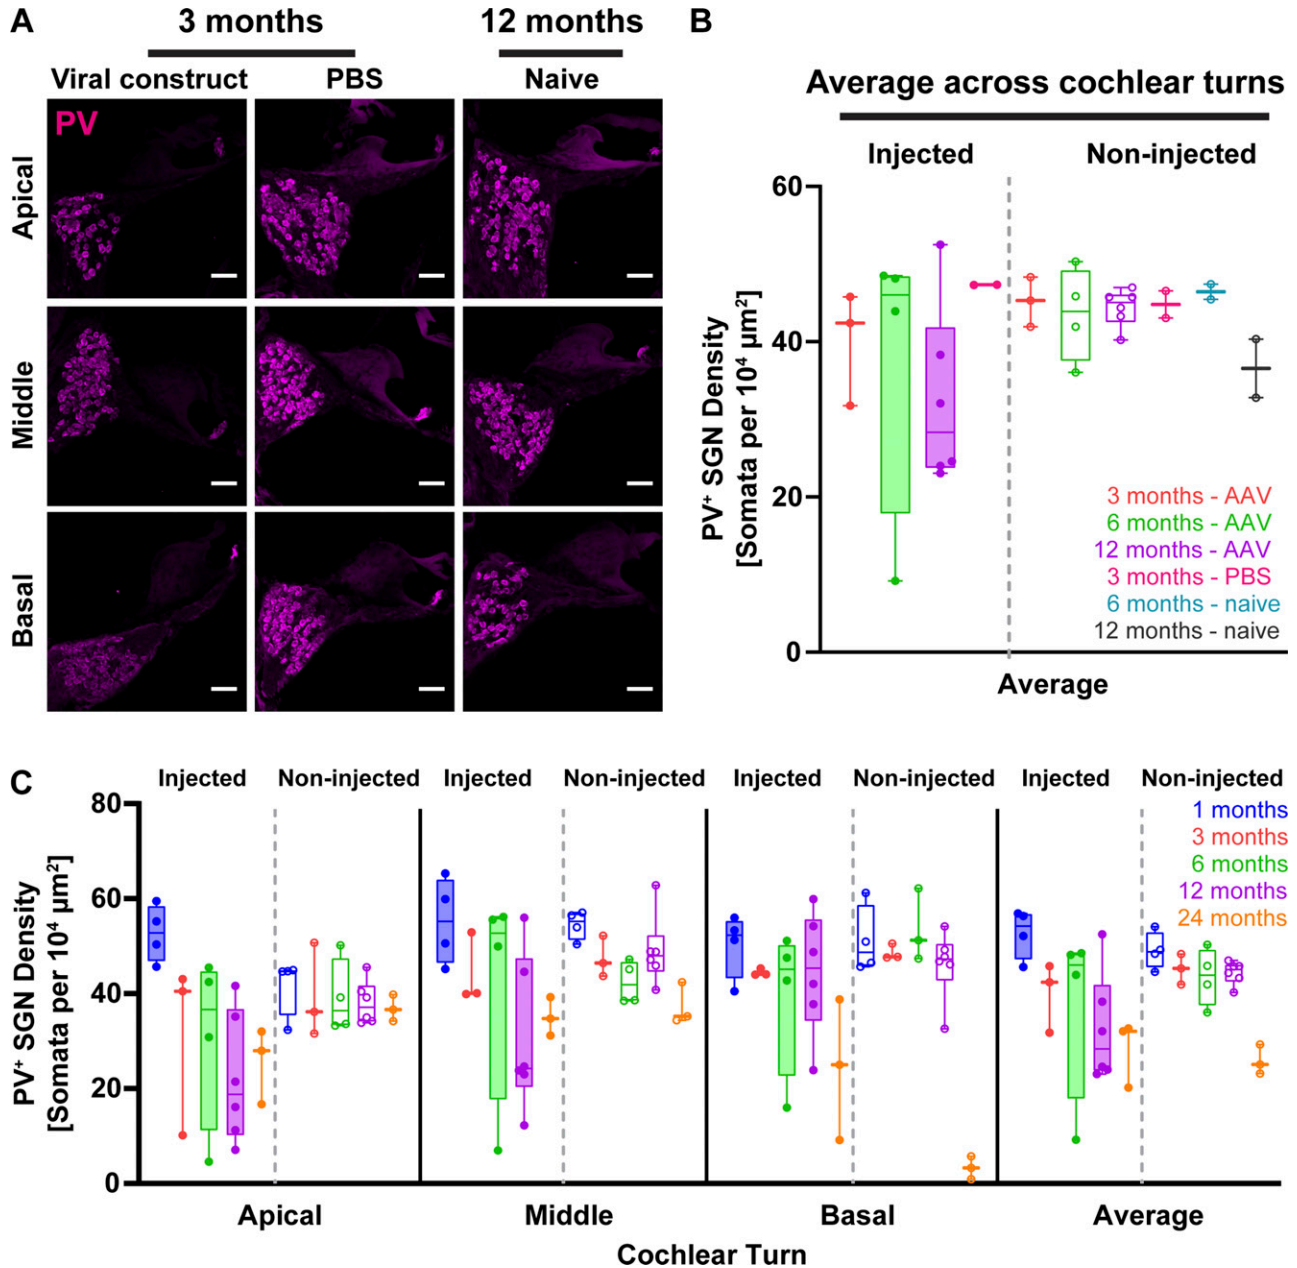 A
3 months
12 months
Viral construct
PBS
Naive
PV
Apical
Middle
Basal
B
Average across cochlear turns
Injected
Non-injected
60
40
20
0
PV⁺ SGN Density
[Somata per 10⁴ µm²]
3 months - AAV
6 months - AAV
12 months - AAV
3 months - PBS
6 months - naive
12 months - naive
Average
C
Injected
Non-injected
Injected
Non-injected
Injected
Non-injected
Injected
Non-injected
80
60
40
20
0
PV⁺ SGN Density
[Somata per 10⁴ µm²]
1 months
3 months
6 months
12 months
24 months
Apical
Middle
Basal
Average
Cochlear Turn